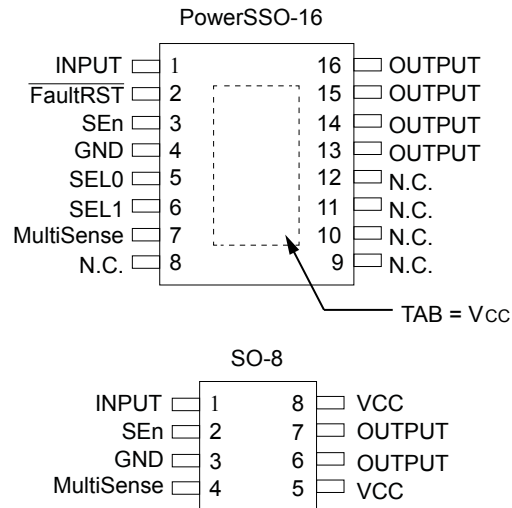 PowerSSO-16
INPUT 1 16 OUTPUT
FaultRST 2 15 OUTPUT
SEn 3 14 OUTPUT
GND 4 13 OUTPUT
SEL0 5 12 N.C.
SEL1 6 11 N.C.
MultiSense 7 10 N.C.
N.C. 8 9 N.C.
TAB = VCC
SO-8
INPUT 1 8 VCC
SEn 2 7 OUTPUT
GND 3 6 OUTPUT
MultiSense 4 5 VCC